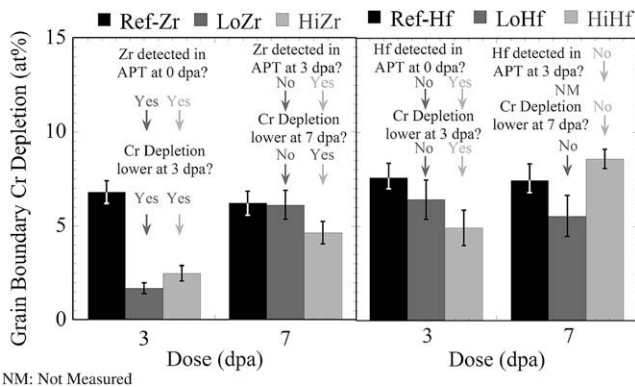 Ref-Zr LoZr HiZr
Ref-Hf LoHf HiHf
Grain Boundary Cr Depletion (at%)
15
10
5
0
Zr detected in
APT at 0 dpa?
Yes Yes
Cr Depletion
lower at 3 dpa?
Yes Yes
Zr detected in
APT at 3 dpa?
No Yes
Cr Depletion
lower at 7 dpa?
No Yes
3 7
Dose (dpa)
Hf detected in
APT at 0 dpa?
No Yes
Cr Depletion
lower at 3 dpa?
No Yes
Hf detected in
APT at 3 dpa?
No
NM
Cr Depletion
lower at 7 dpa?
No
No
3 7
Dose (dpa)
NM: Not Measured